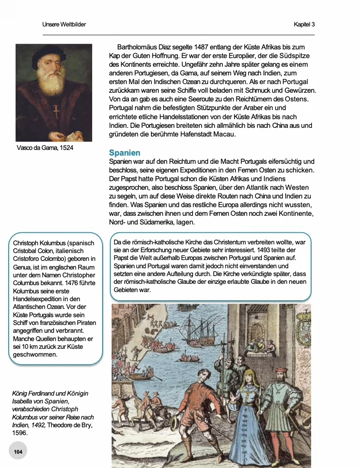 Unsere Weltbilder
Kapitel 3
Bartholomäus Diaz segelte 1487 entlang der Küste Afrikas bis zum
Kap der Guten Hoffnung. Er war der erste Europäer, der die Südspitze
des Kontinents erreichte. Ungefähr zehn Jahre später gelang es einem
anderen Portugiesen, da Gama, auf seinem Weg nach Indien, zum
ersten Mal den Indischen Ozean zu durchqueren. Als er nach Portugal
zurückkam waren seine Schiffe voll beladen mit Schmuck und Gewürzen.
Von da an gab es auch eine Seeroute zu den Reichtümern des Ostens.
Portugal nahm die befestigten Stützpunkte der Araber ein und
errichtete etliche Handelsstationen von der Küste Afrikas bis nach
Indien. Die Portugiesen breiteten sich allmählich bis nach China aus und
gründeten die berühmte Hafenstadt Macau.
Vasco da Gama, 1524
Spanien
Spanien war auf den Reichtum und die Macht Portugals eifersüchtig und
beschloss, seine eigenen Expeditionen in den Fernen Osten zu schicken.
Der Papst hatte Portugal schon die Küsten Afrikas und Indiens
zugesprochen, also beschloss Spanien, über den Atlantik nach Westen
zu segeln, um auf diese Weise direkte Routen nach China und Indien zu
finden. Was Spanien und das restliche Europa allerdings nicht wussten,
war, dass zwischen ihnen und dem Fernen Osten noch zwei Kontinente,
Nord- und Südamerika, lagen.
Christoph Kolumbus (spanisch
Cristobal Colon, italienisch
Cristoforo Colombo) geboren in
Genua, ist im englischen Raum
unter dem Namen Christopher
Columbus bekannt. 1476 führte
Kolumbus seine erste
Handelsexpedition in den
Atlantischen Ozean. Vor der
Küste Portugals wurde sein
Schiff von französischen Piraten
angegriffen und verbrannt.
Manche Quellen behaupten er
sei 10 km zurück zur Küste
geschwommen.
Da die römisch-katholische Kirche das Christentum verbreiten wollte, war
sie an der Erforschung neuer Gebiete sehr interessiert. 1493 teilte der
Papst die Welt außerhalb Europas zwischen Portugal und Spanien auf.
Spanien und Portugal waren damit jedoch nicht einverstanden und
setzten eine andere Aufteilung durch. Die Kirche verkündigte später, dass
der römisch-katholische Glaube der einzige erlaubte Glaube in den neuen
Gebieten war.
König Ferdinand und Königin
Isabella von Spanien,
verabschieden Christoph
Kolumbus vor seiner Reise nach
Indien, 1492, Theodore de Bry,
1596.
104